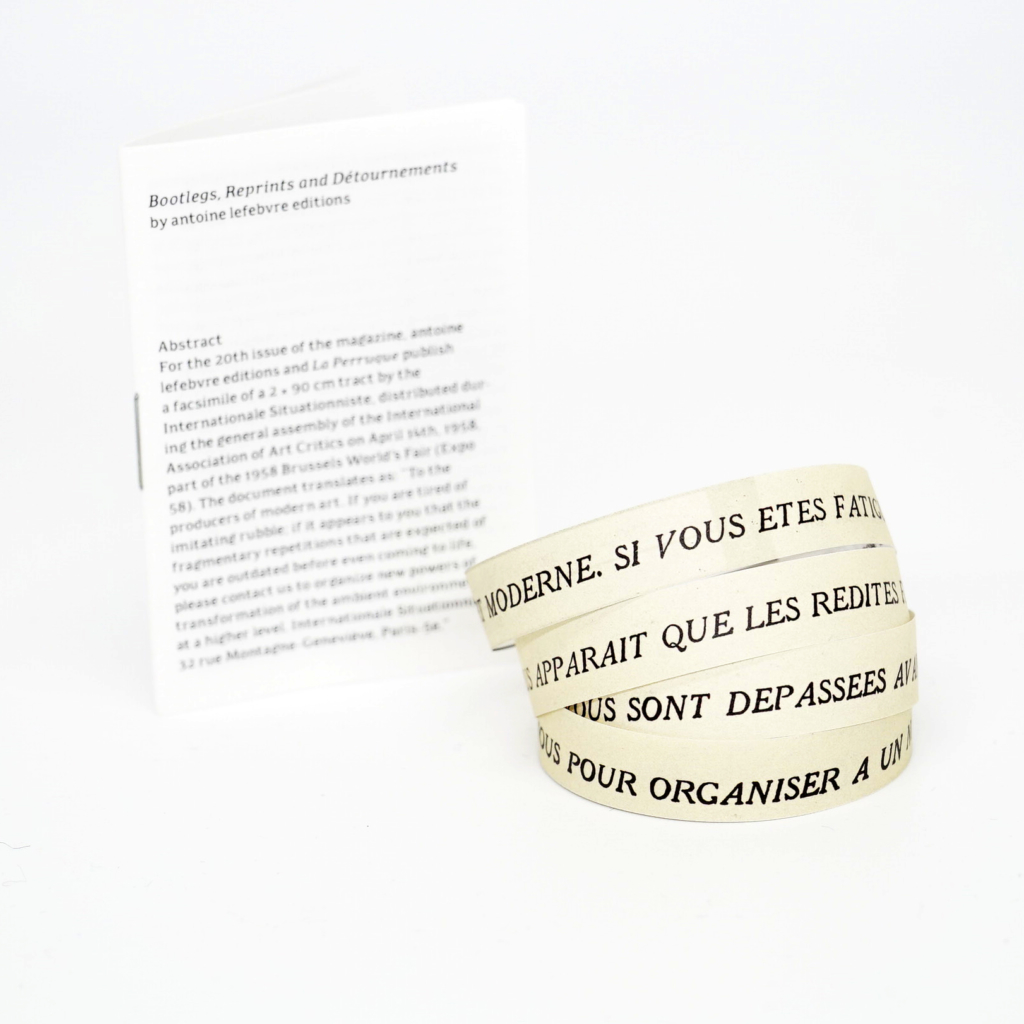 Bootlegs, Reprints and Détournements
by antoine lefebvre editions
Abstract
For the 20th issue of the magazine, antoine
lefebvre editions and La Perruque publish
a facsimile of a 2 × 90 cm tract by the
Internationale Situationniste, distributed dur-
ing the general assembly of the International
Association of Art Critics on April 14th, 1958,
part of the 1958 Brussels World's Fair (Expo
58). The document translates as: "To the
producers of modern art. If you are tired of
imitating rubble; if it appears to you that the
fragmentary repetitions that are expected of
you are outdated before even coming to life,
please contact us to organize new powers of
transformation of the ambient environment
at a higher level. Internationale Situationniste
32 rue Montagne-Geneviève, Paris-5e."
T MODERNE. SI VOUS ETES FATIG
S APPARAIT QUE LES REDITES
OUS SONT DEPASSEES AVA
OUS POUR ORGANISER A UN N